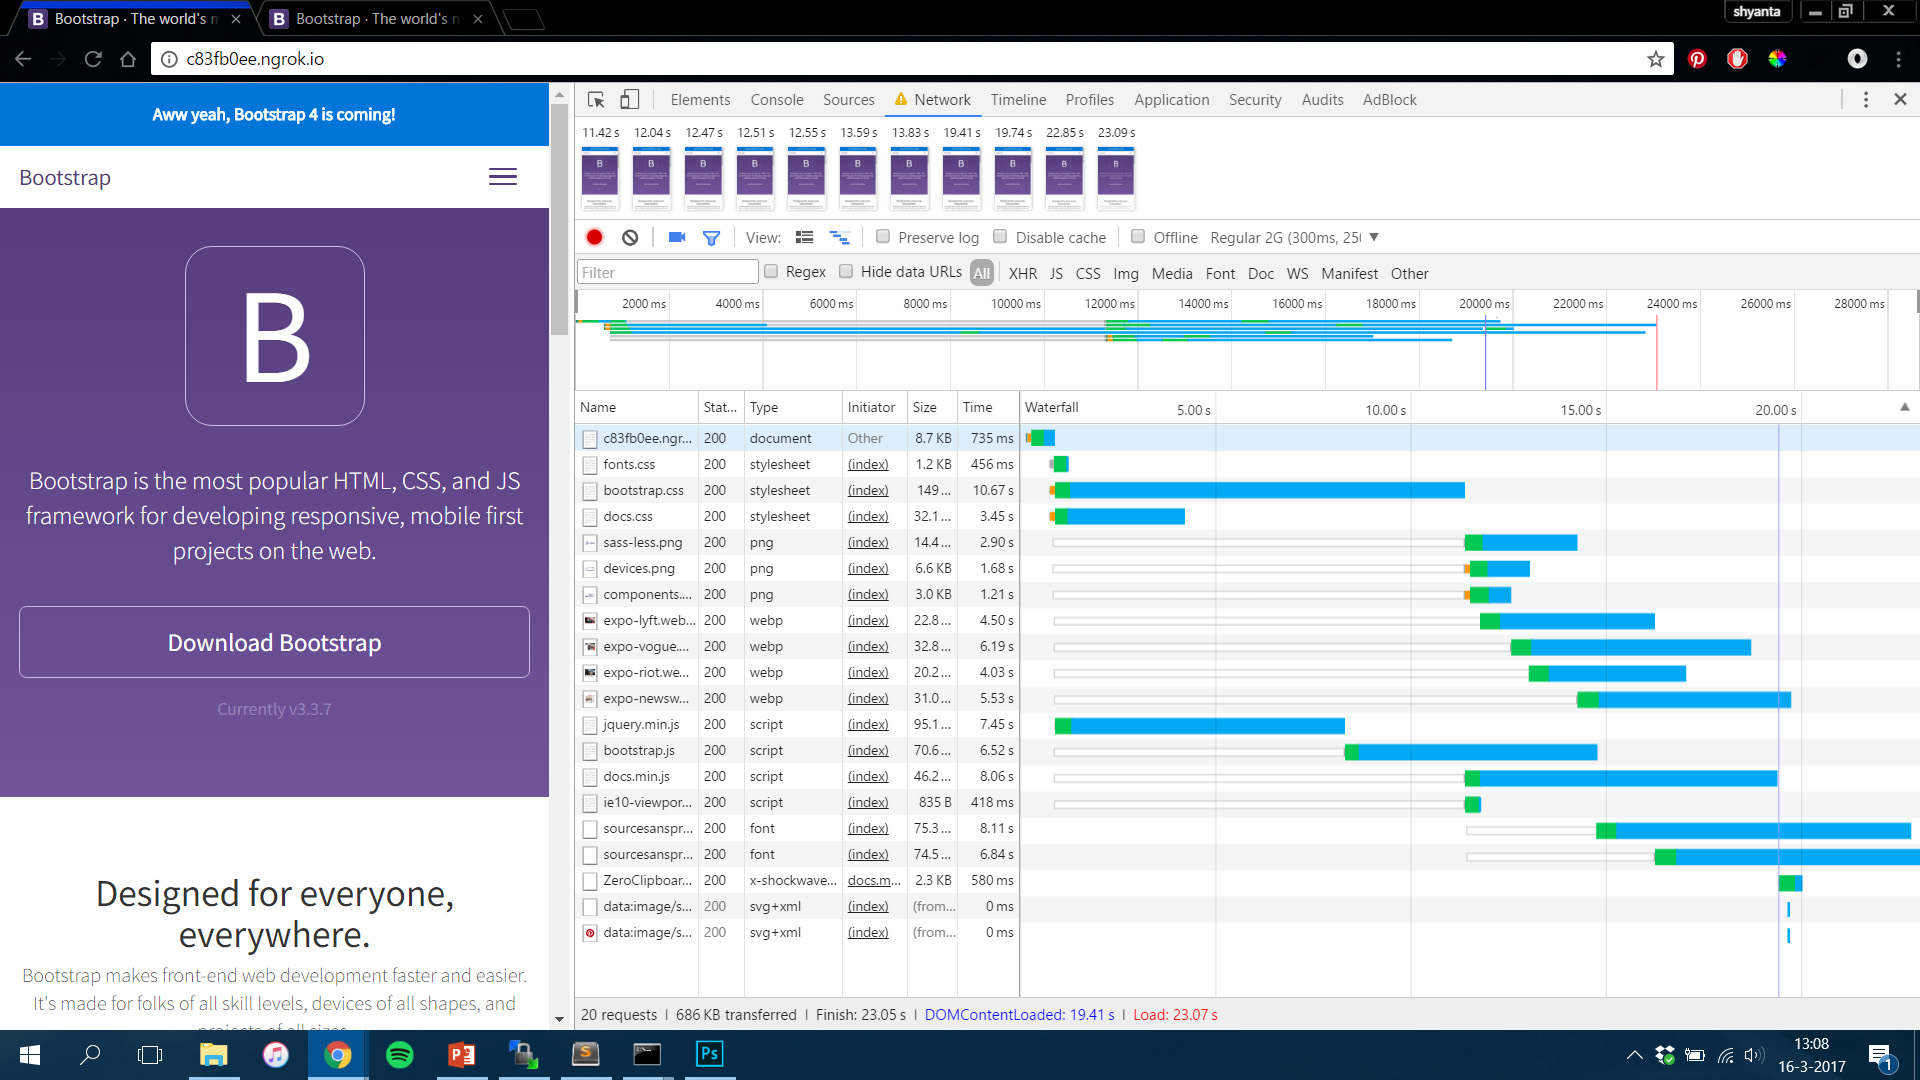 Bootstrap · The world's m
Bootstrap · The world's m
shyanta
c83fb0ee.ngrok.io
Aww yeah, Bootstrap 4 is coming!
Bootstrap
B
Bootstrap is the most popular HTML, CSS, and JS
framework for developing responsive, mobile first
projects on the web.
Download Bootstrap
Currently v3.3.7
Designed for everyone,
everywhere.
Bootstrap makes front-end web development faster and easier.
It's made for folks of all skill levels, devices of all shapes, and
projects of all sizes.
Elements Console Sources Network Timeline Profiles Application Security Audits AdBlock
11.42 s 12.04 s 12.47 s 12.51 s 12.55 s 13.59 s 13.83 s 19.41 s 19.74 s 22.85 s 23.09 s
View: Preserve log Disable cache Offline Regular 2G (300ms, 25
Filter Regex Hide data URLs All XHR JS CSS Img Media Font Doc WS Manifest Other
2000 ms 4000 ms 6000 ms 8000 ms 10000 ms 12000 ms 14000 ms 16000 ms 18000 ms 20000 ms 22000 ms 24000 ms 26000 ms 28000 ms
Name Stat... Type Initiator Size Time Waterfall 5.00 s 10.00 s 15.00 s 20.00 s
c83fb0ee.ngr... 200 document Other 8.7 KB 735 ms
fonts.css 200 stylesheet (index) 1.2 KB 456 ms
bootstrap.css 200 stylesheet (index) 149 ... 10.67 s
docs.css 200 stylesheet (index) 32.1 ... 3.45 s
sass-less.png 200 png (index) 14.4 ... 2.90 s
devices.png 200 png (index) 6.6 KB 1.68 s
components.... 200 png (index) 3.0 KB 1.21 s
expo-lyft.web... 200 webp (index) 22.8 ... 4.50 s
expo-vogue.... 200 webp (index) 32.8 ... 6.19 s
expo-riot.we... 200 webp (index) 20.2 ... 4.03 s
expo-newsw... 200 webp (index) 31.0 ... 5.53 s
jquery.min.js 200 script (index) 95.1 ... 7.45 s
bootstrap.js 200 script (index) 70.6 ... 6.52 s
docs.min.js 200 script (index) 46.2 ... 8.06 s
ie10-viewpor... 200 script (index) 835 B 418 ms
sourcesanspr... 200 font (index) 75.3 ... 8.11 s
sourcesanspr... 200 font (index) 74.5 ... 6.84 s
ZeroClipboar... 200 x-shockwave... docs.m... 2.3 KB 580 ms
data:image/s... 200 svg+xml (index) (from... 0 ms
data:image/s... 200 svg+xml (index) (from... 0 ms
20 requests | 686 KB transferred | Finish: 23.05 s | DOMContentLoaded: 19.41 s | Load: 23.07 s
13:08
16-3-2017
1